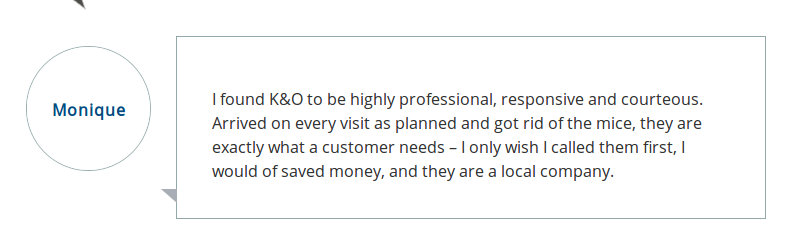 Monique
I found K&O to be highly professional, responsive and courteous.
Arrived on every visit as planned and got rid of the mice, they are
exactly what a customer needs – I only wish I called them first, I
would of saved money, and they are a local company.